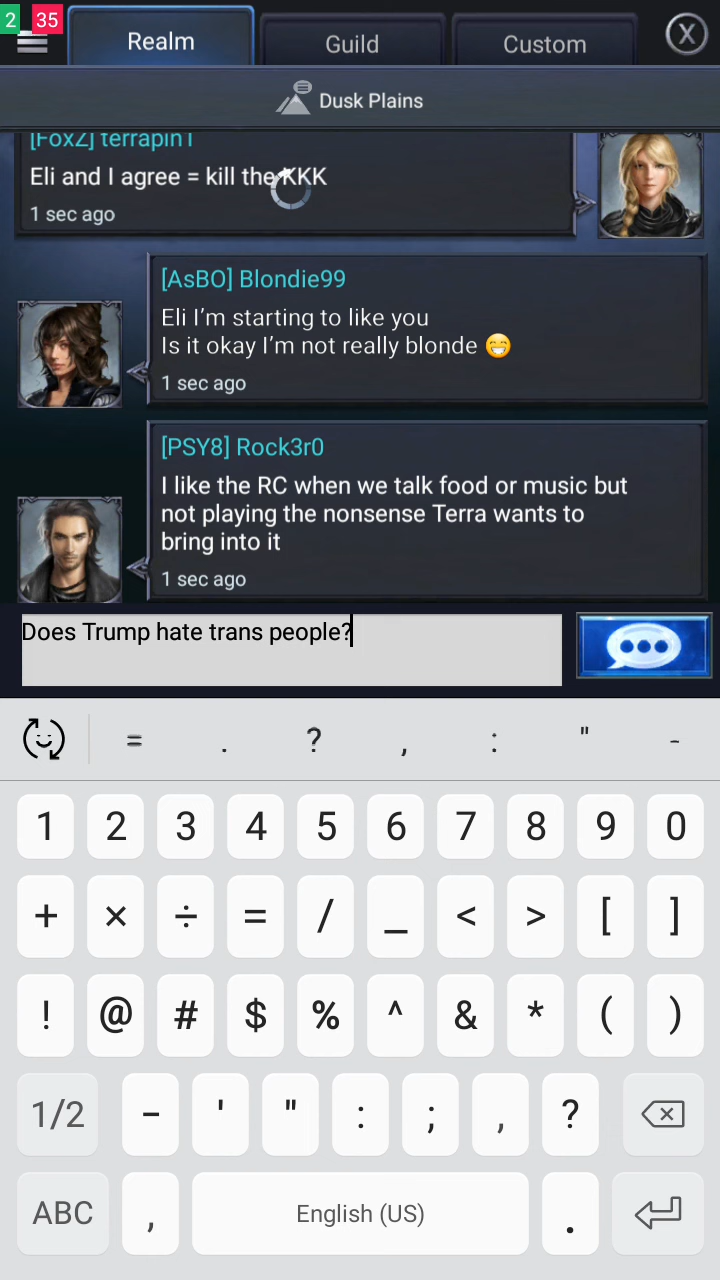 2 35
Realm
Guild
Custom
X
Dusk Plains
[FoxZ] terrapin1
Eli and I agree = kill the KKK
1 sec ago
[AsBO] Blondie99
Eli I'm starting to like you
Is it okay I'm not really blonde 😁
1 sec ago
[PSY8] Rock3r0
I like the RC when we talk food or music but
not playing the nonsense Terra wants to
bring into it
1 sec ago
Does Trump hate trans people?
= . ? , : " -
1 2 3 4 5 6 7 8 9 0
+ × ÷ = / _ < > [ ]
! @ # $ % ^ & * ( )
1/2 - ' " : ; , ?
ABC , English (US) .